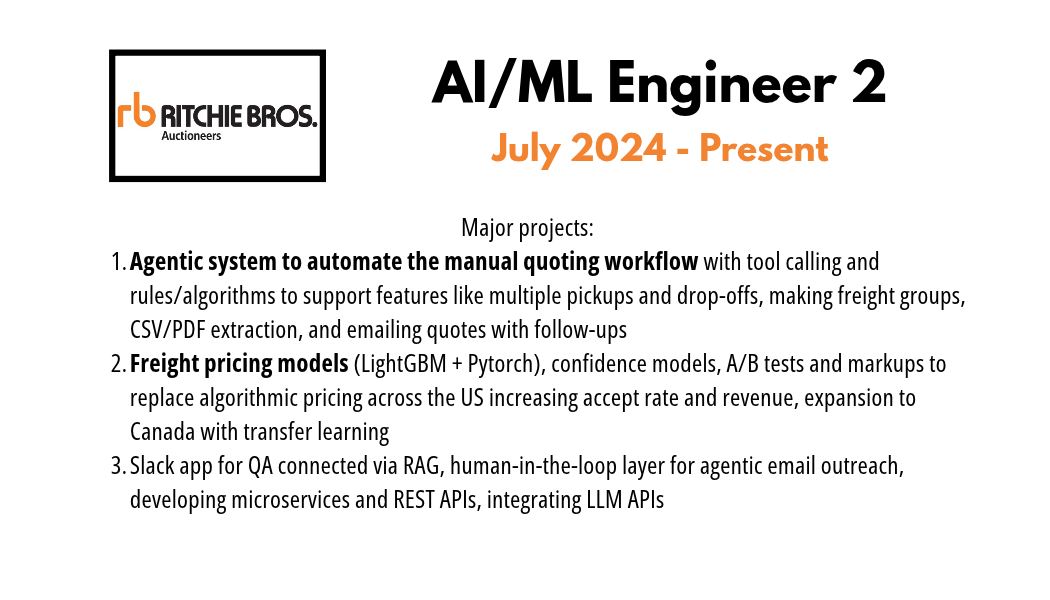 rb RITCHIE BROS.
Auctioneers
AI/ML Engineer 2
July 2024 - Present
Major projects:
1. Agentic system to automate the manual quoting workflow with tool calling and
rules/algorithms to support features like multiple pickups and drop-offs, making freight groups,
CSV/PDF extraction, and emailing quotes with follow-ups
2. Freight pricing models (LightGBM + Pytorch), confidence models, A/B tests and markups to
replace algorithmic pricing across the US increasing accept rate and revenue, expansion to
Canada with transfer learning
3. Slack app for QA connected via RAG, human-in-the-loop layer for agentic email outreach,
developing microservices and REST APIs, integrating LLM APIs